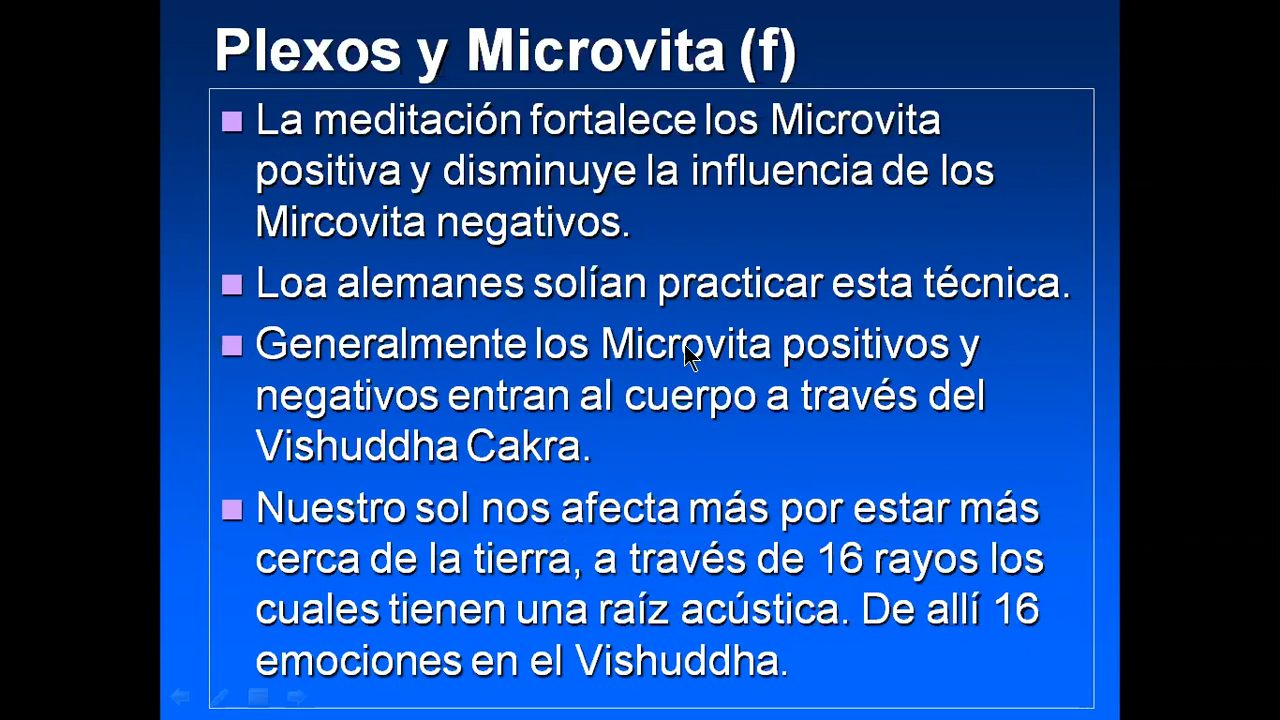 Plexos y Microvita (f)
La meditación fortalece los Microvita
positiva y disminuye la influencia de los
Mircovita negativos.
Loa alemanes solían practicar esta técnica.
Generalmente los Microvita positivos y
negativos entran al cuerpo a través del
Vishuddha Cakra.
Nuestro sol nos afecta más por estar más
cerca de la tierra, a través de 16 rayos los
cuales tienen una raíz acústica. De allí 16
emociones en el Vishuddha.